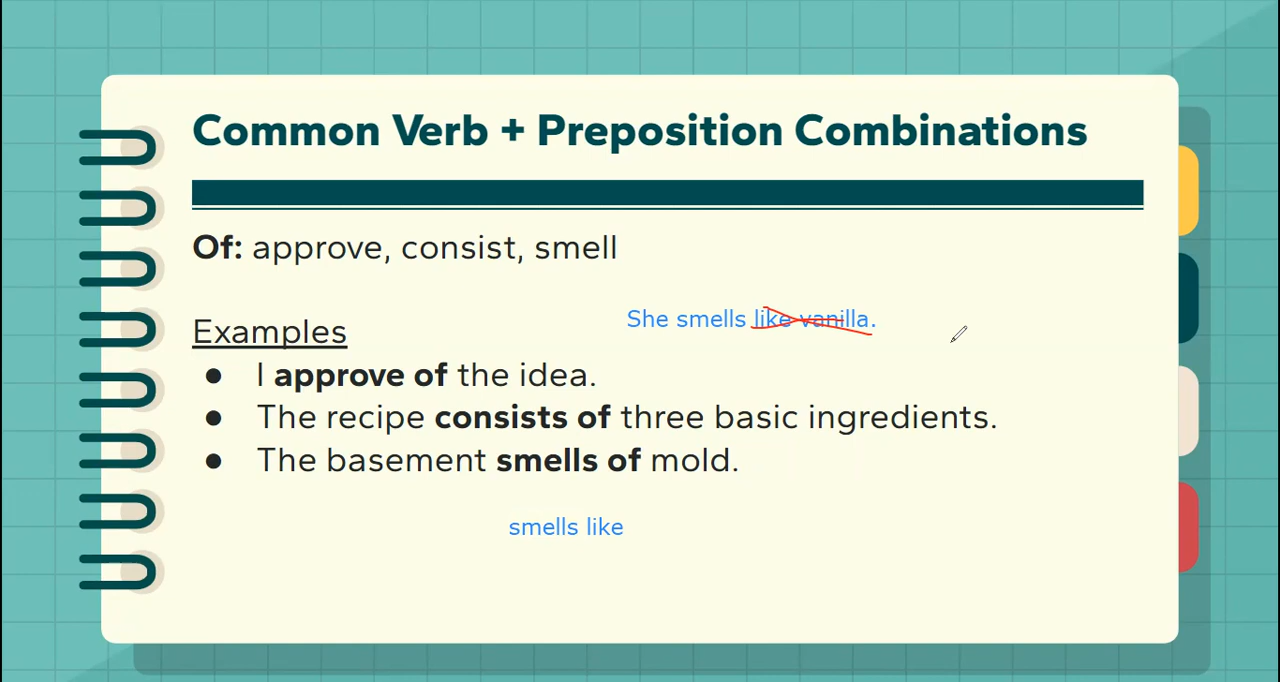 Common Verb + Preposition Combinations
Of: approve, consist, smell
She smells like vanilla.
Examples
● I approve of the idea.
● The recipe consists of three basic ingredients.
● The basement smells of mold.
smells like